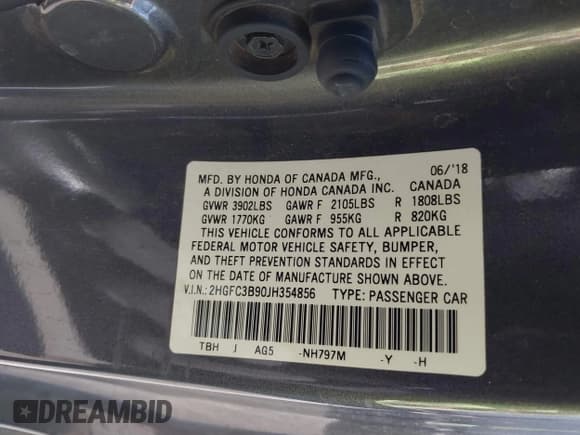 MFD. BY HONDA OF CANADA MFG., 06/'18
A DIVISION OF HONDA CANADA INC. CANADA
GVWR 3902LBS GAWR F 2105LBS R 1808LBS
GVWR 1770KG GAWR F 955KG R 820KG
THIS VEHICLE CONFORMS TO ALL APPLICABLE
FEDERAL MOTOR VEHICLE SAFETY, BUMPER,
AND THEFT PREVENTION STANDARDS IN EFFECT
ON THE DATE OF MANUFACTURE SHOWN ABOVE.
V.I.N.: 2HGFC3B90JH354856 TYPE: PASSENGER CAR
TBH J AG5 -NH797M -Y -H
DREAMBID